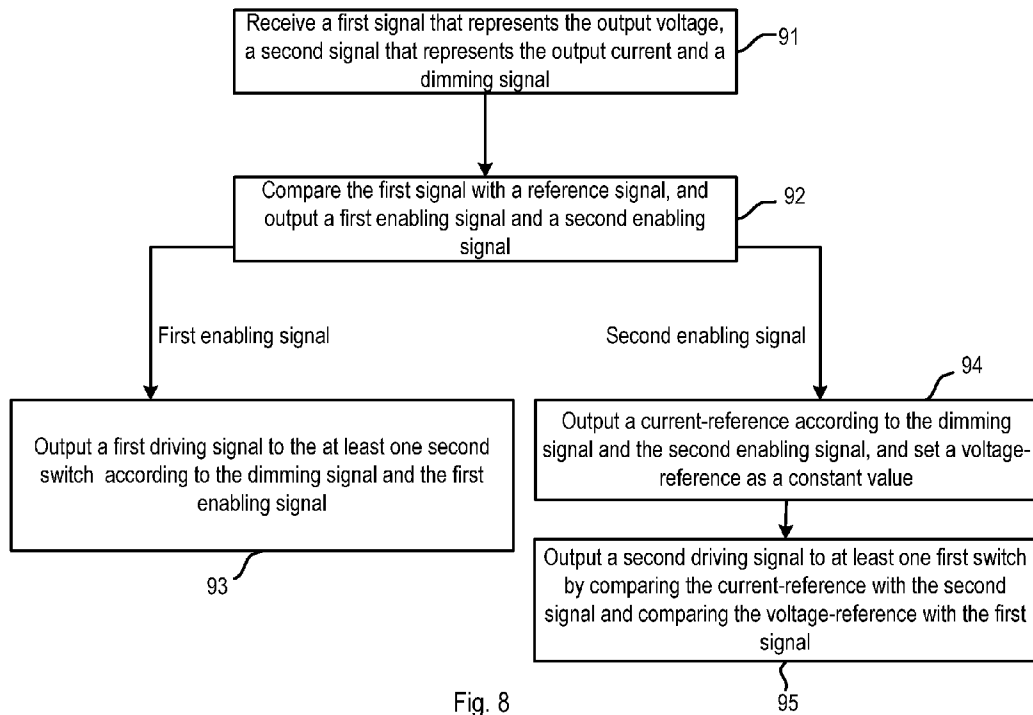 Receive a first signal that represents the output voltage,
a second signal that represents the output current and a
dimming signal
91
Compare the first signal with a reference signal, and
output a first enabling signal and a second enabling
signal
92
First enabling signal
Second enabling signal
94
Output a first driving signal to the at least one second
switch according to the dimming signal and the first
enabling signal
93
Output a current-reference according to the dimming
signal and the second enabling signal, and set a voltage-
reference as a constant value
Output a second driving signal to at least one first switch
by comparing the current-reference with the second
signal and comparing the voltage-reference with the first
signal
95
Fig. 8